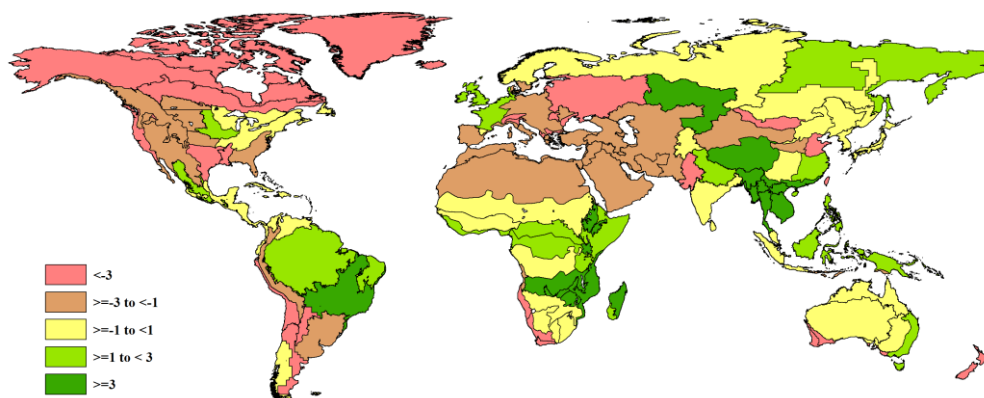 <-3
>=-3 to <-1
>=-1 to <1
>=1 to < 3
>=3